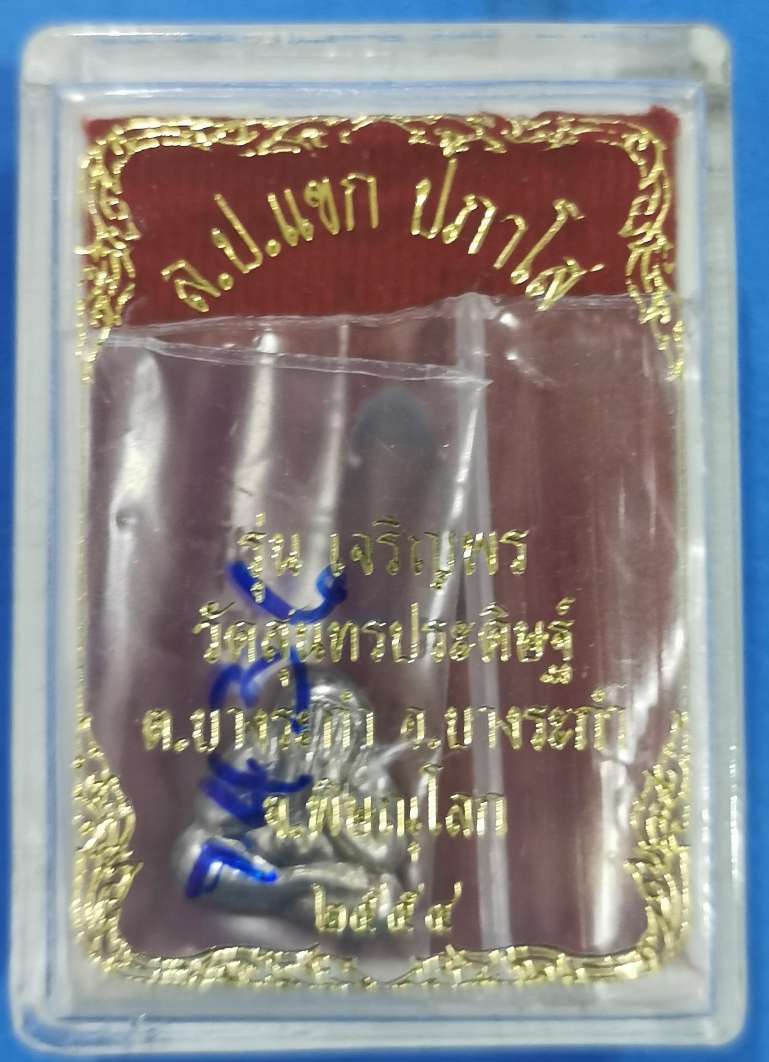 ล.ป.แขก ปภาโส
รุ่น เจริญพร
วัดสุนทรประดิษฐ์
ต.บางระกำ อ.บางระกำ
จ.พิษณุโลก
๒๕๕๔